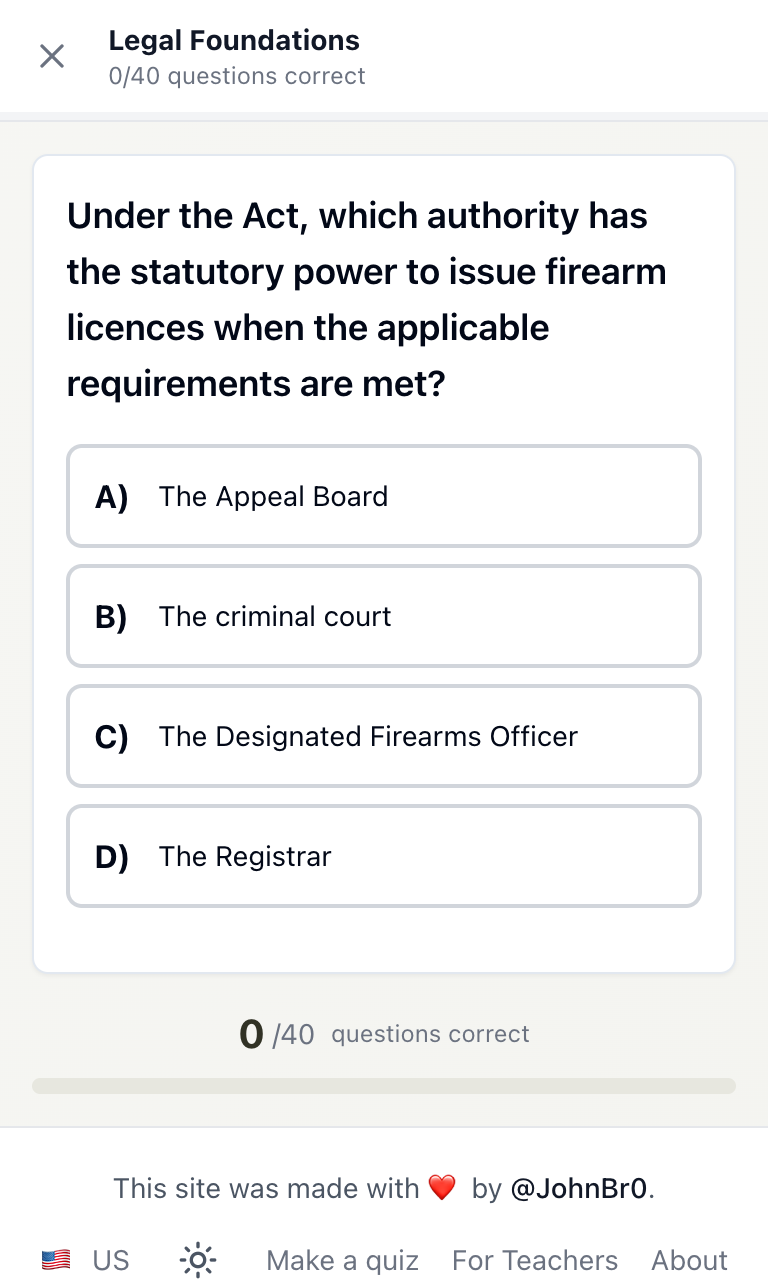 Legal Foundations
0/40 questions correct
Under the Act, which authority has
the statutory power to issue firearm
licences when the applicable
requirements are met?
A) The Appeal Board
B) The criminal court
C) The Designated Firearms Officer
D) The Registrar
0 /40 questions correct
This site was made with ❤️ by @JohnBr0.
🇺🇸 US Make a quiz For Teachers About